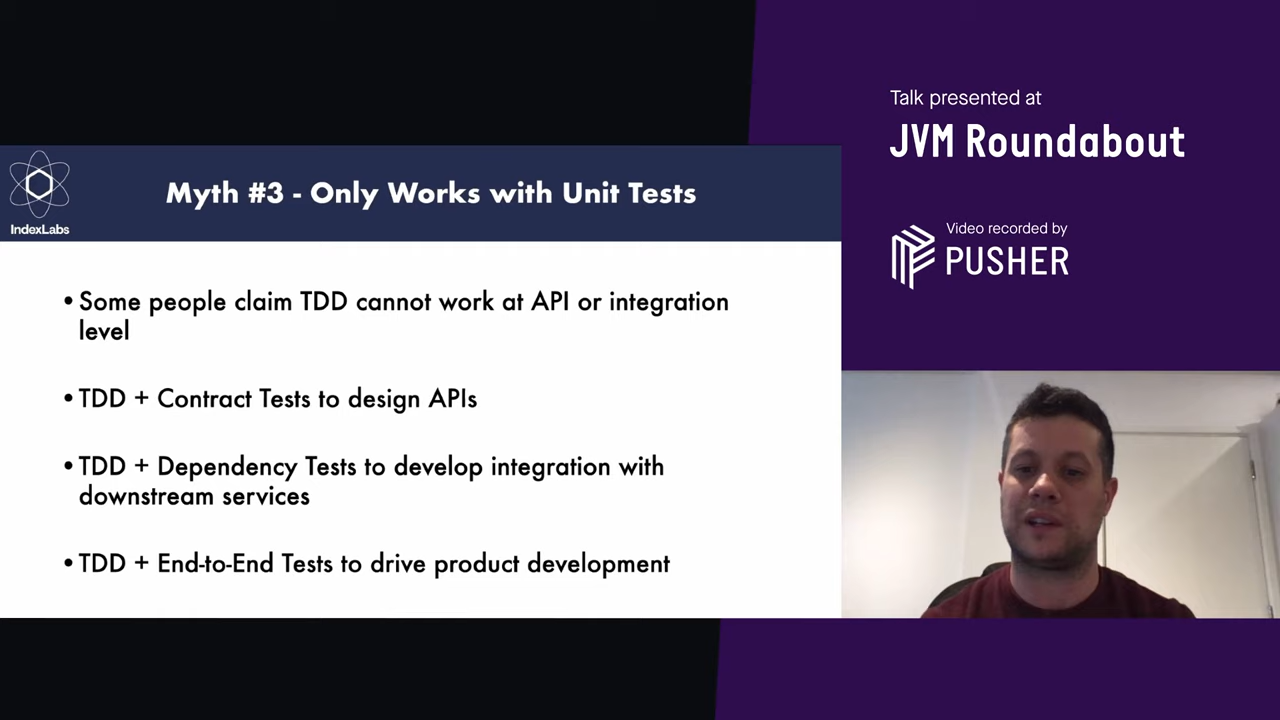 Talk presented at
JVM Roundabout
Video recorded by
PUSHER
IndexLabs
Myth #3 - Only Works with Unit Tests
•Some people claim TDD cannot work at API or integration
level
•TDD + Contract Tests to design APIs
•TDD + Dependency Tests to develop integration with
downstream services
•TDD + End-to-End Tests to drive product development